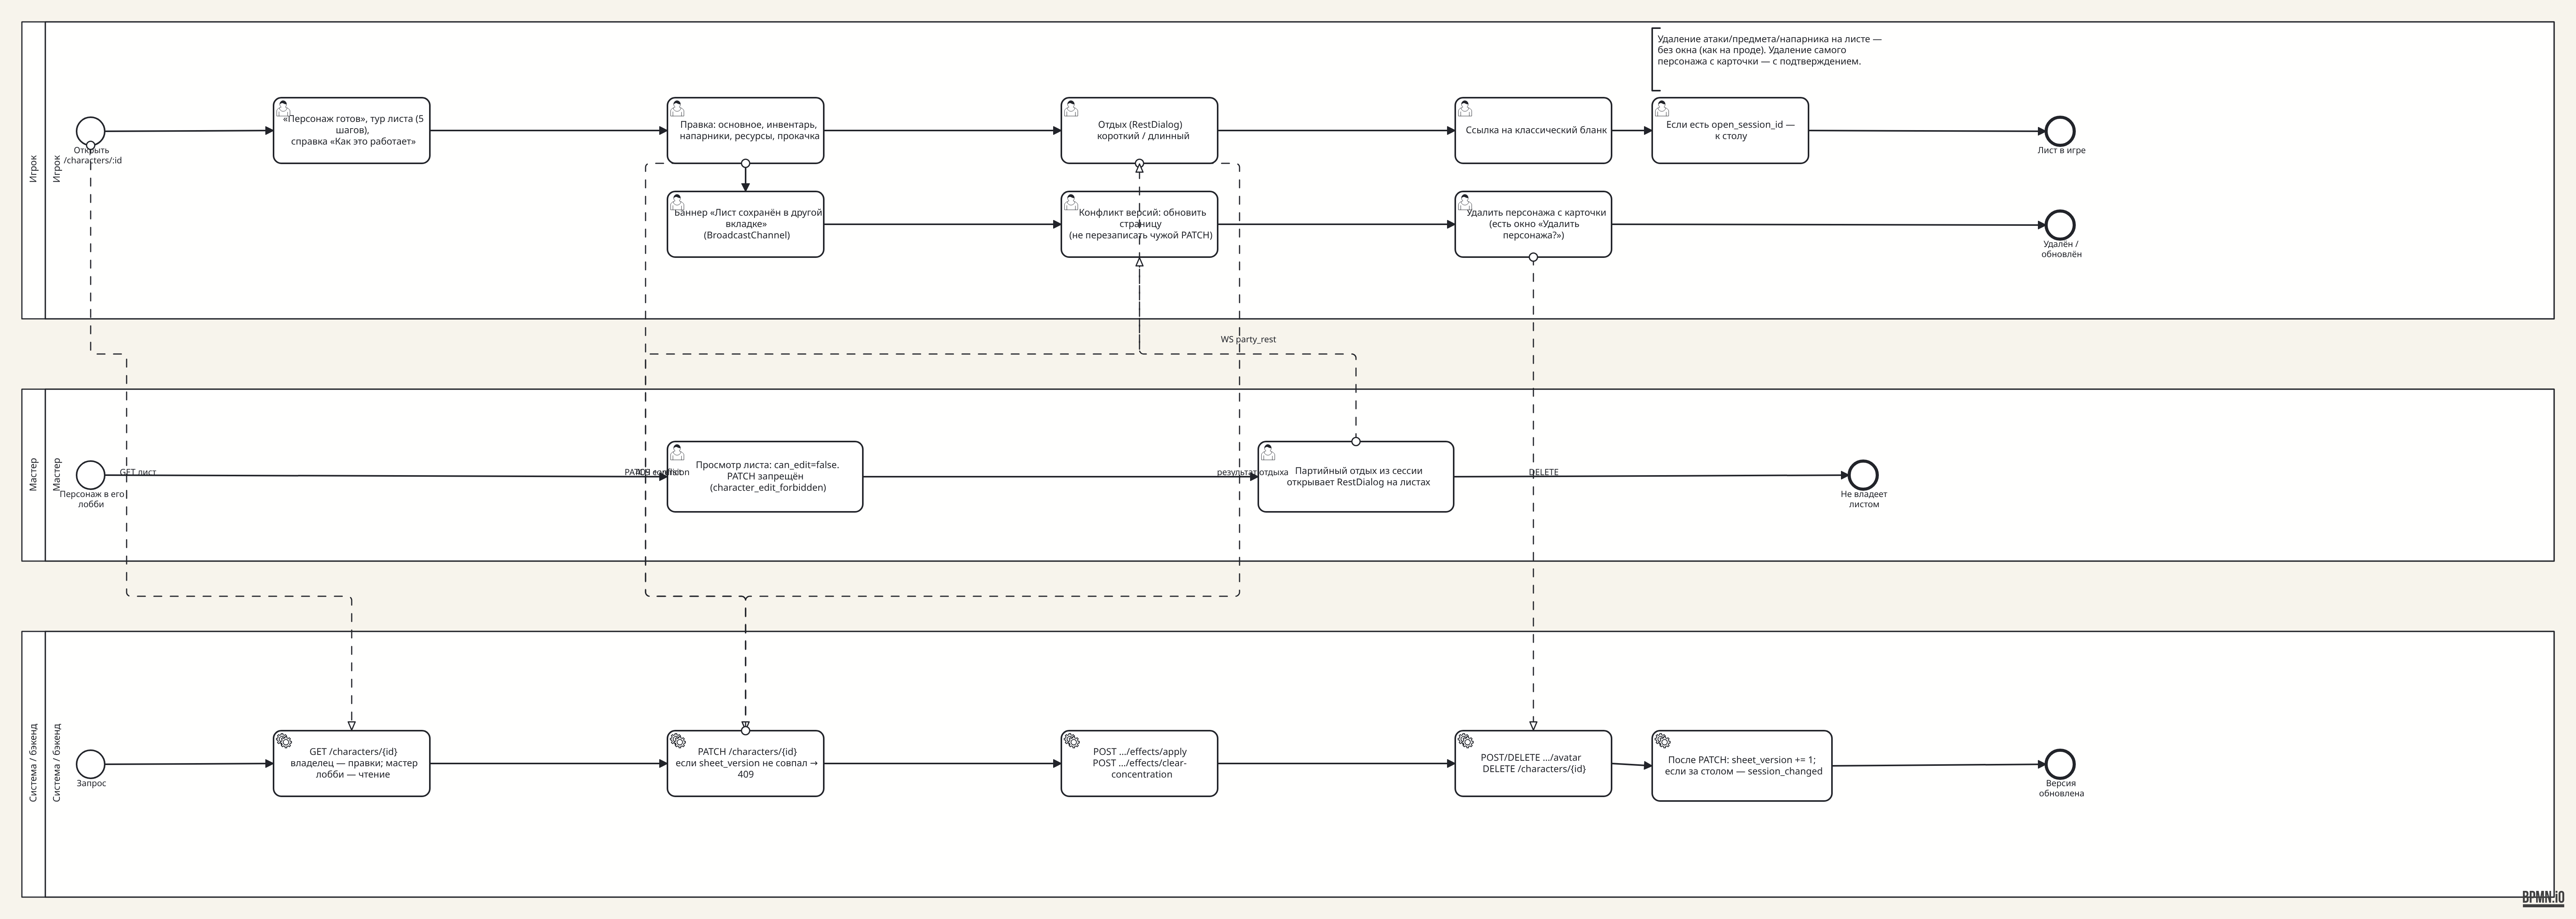 Игрок
Игрок
Удаление атаки/предмета/напарника на листе —
без окна (как на проде). Удаление самого
персонажа с карточки — с подтверждением.
Открыть
/characters/:id
«Персонаж готов», тур листа (5
шагов),
справка «Как это работает»
Правка: основное, инвентарь,
напарники, ресурсы, прокачка
Отдых (RestDialog)
короткий / длинный
Ссылка на классический бланк
Если есть open_session_id —
к столу
Лист в игре
Баннер «Лист сохранён в другой
вкладке»
(BroadcastChannel)
Конфликт версий: обновить
страницу
(не перезаписать чужой PATCH)
Удалить персонажа с карточки
(есть окно «Удалить
персонажа?»)
Удалён /
обновлён
WS party_rest
Мастер
Мастер
Персонаж в его
лобби
GET лист
Просмотр листа: can_edit=false.
PATCH запрещён
(character_edit_forbidden)
результат отдыха
Партийный отдых из сессии
открывает RestDialog на листах
DELETE
Не владеет
листом
Система / бэкенд
Система / бэкенд
Запрос
GET /characters/{id}
владелец — правки; мастер
лобби — чтение
PATCH /characters/{id}
если sheet_version не совпал →
409
POST …/effects/apply
POST …/effects/clear-
concentration
POST/DELETE …/avatar
DELETE /characters/{id}
После PATCH: sheet_version += 1;
если за столом — session_changed
Версия
обновлена
BPMN.iO